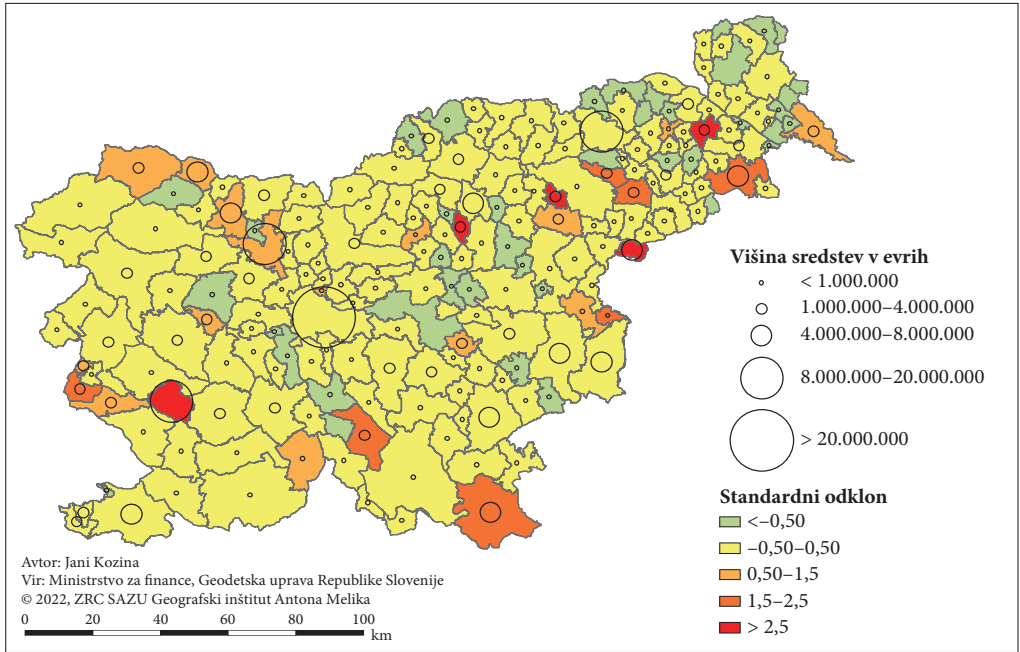 Višina sredstev v evrih
< 1.000.000
1.000.000–4.000.000
4.000.000–8.000.000
8.000.000–20.000.000
> 20.000.000
Standardni odklon
<–0,50
–0,50–0,50
0,50–1,5
1,5–2,5
> 2,5
Avtor: Jani Kozina
Vir: Ministrstvo za finance, Geodetska uprava Republike Slovenije
© 2022, ZRC SAZU Geografski inštitut Antona Melika
0 20 40 60 80 100
km